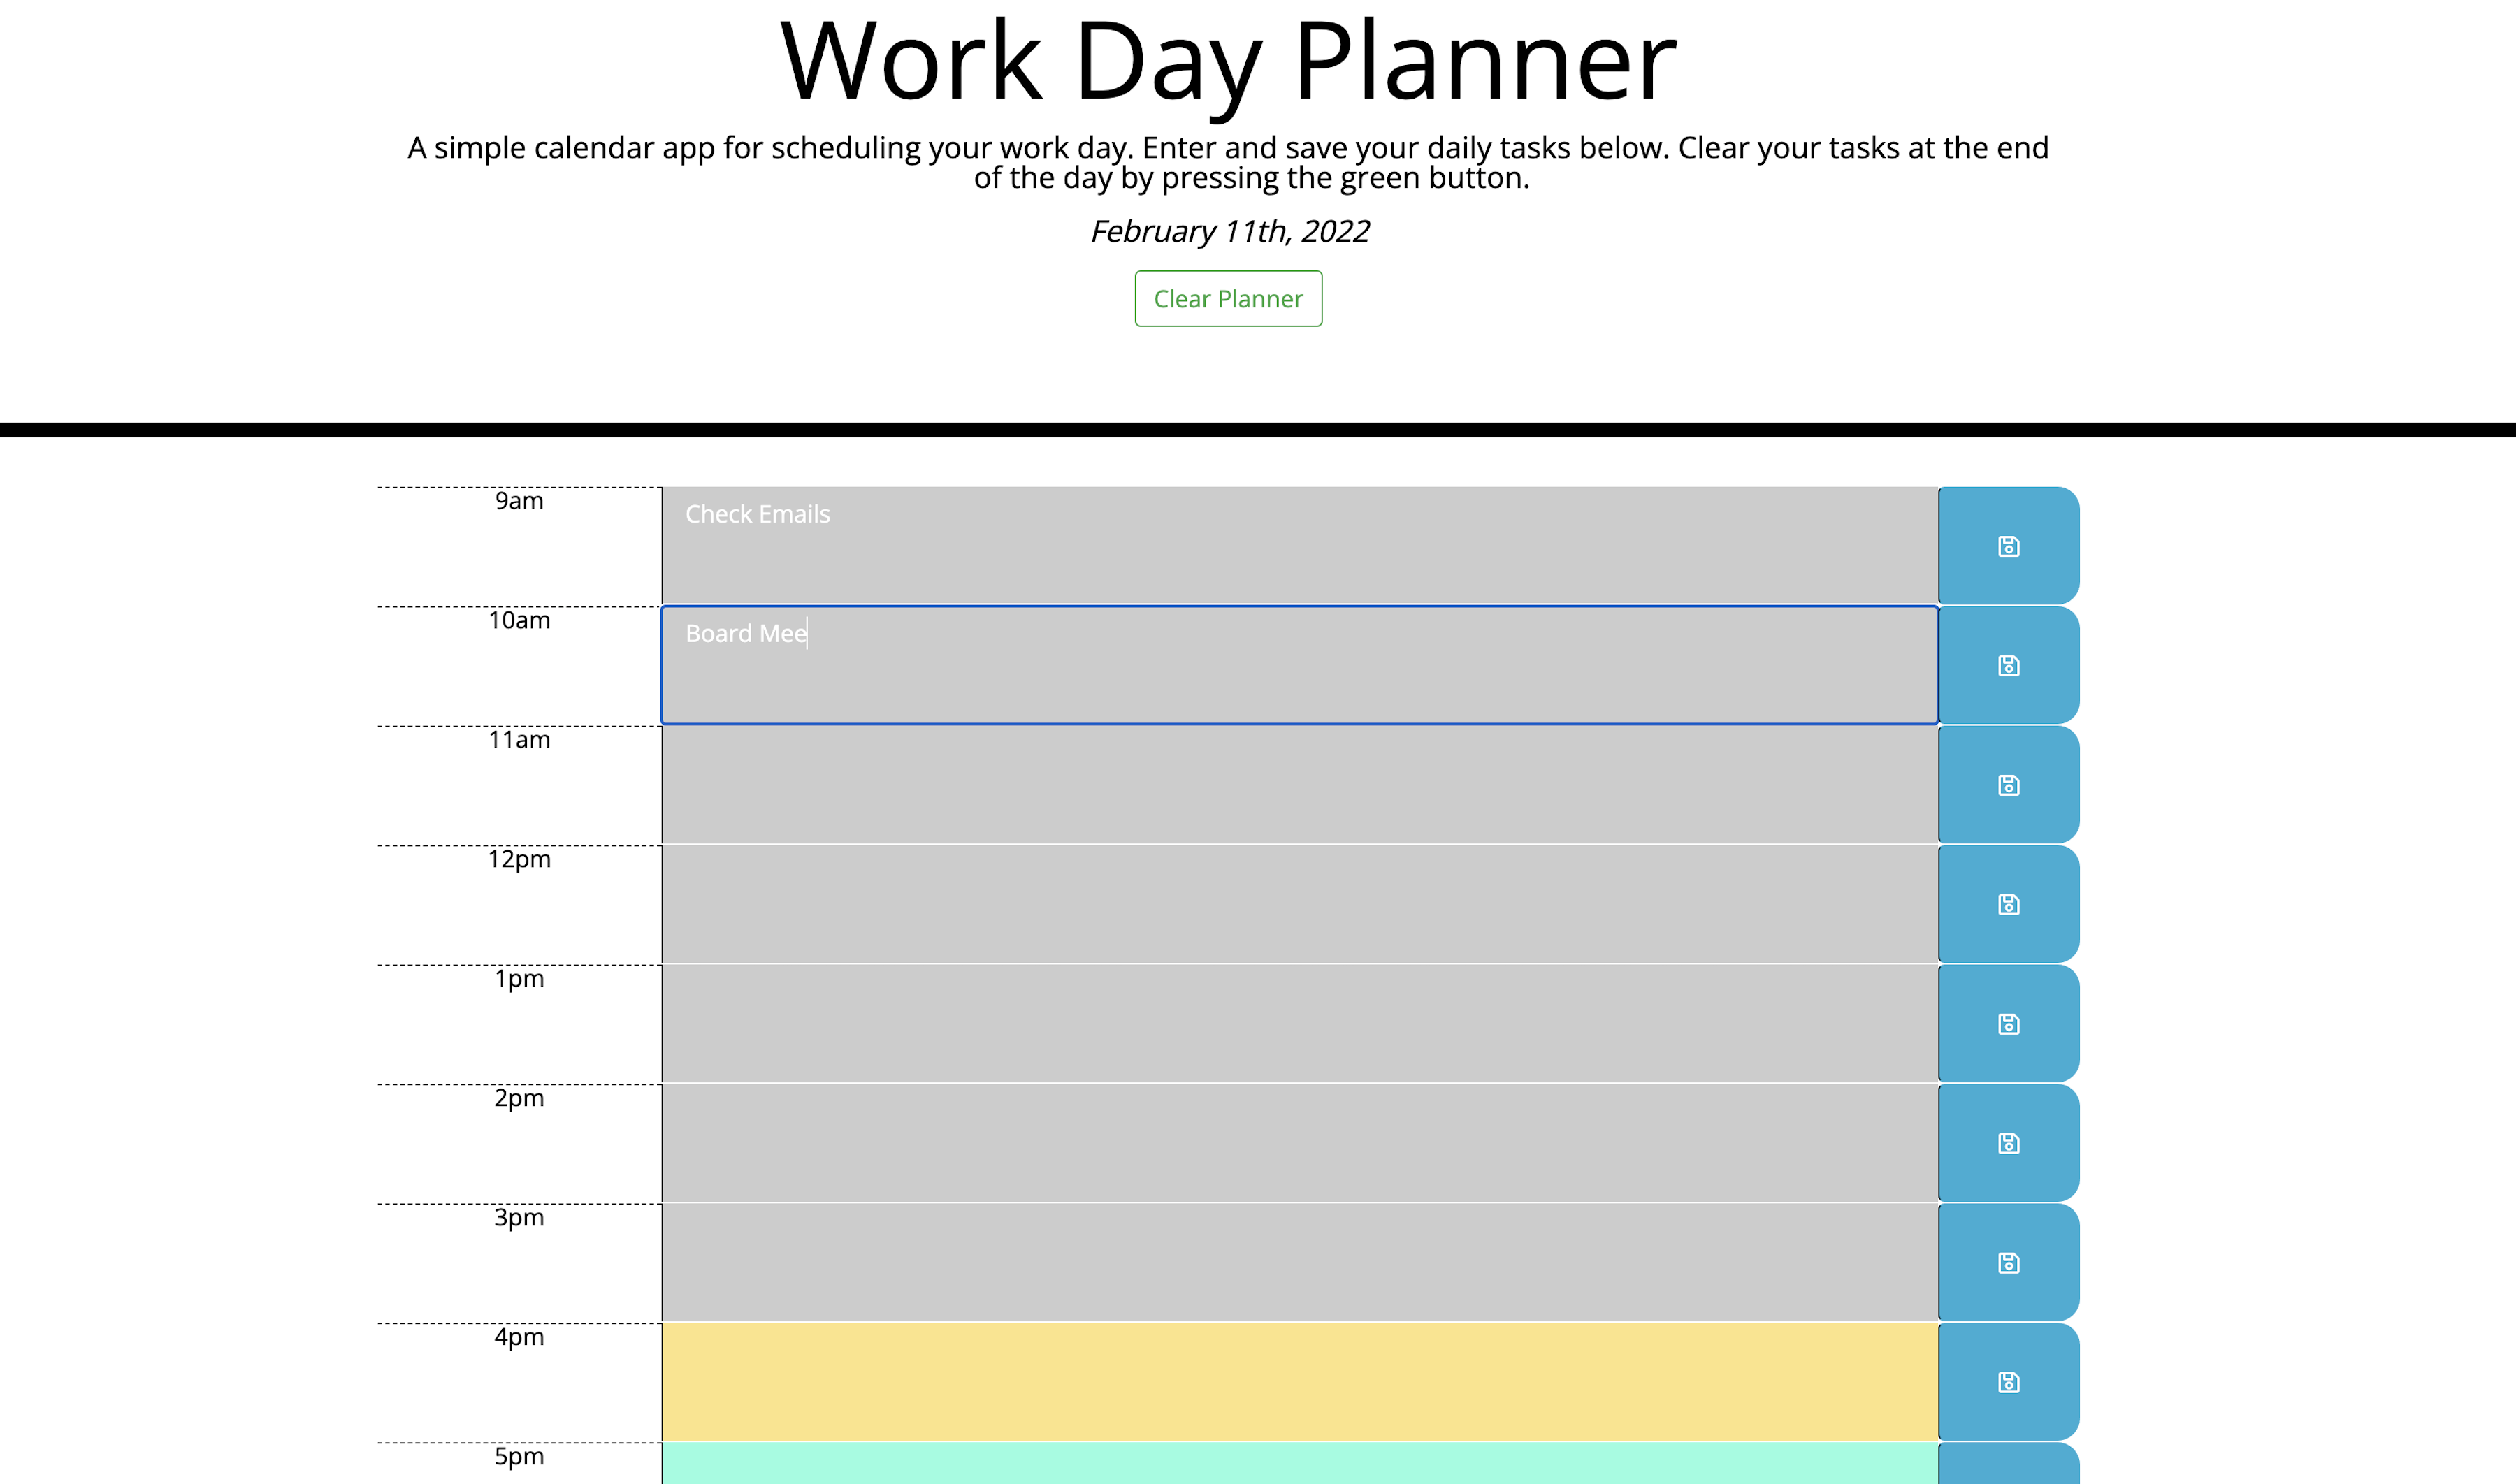 Work Day Planner
A simple calendar app for scheduling your work day. Enter and save your daily tasks below. Clear your tasks at the end
of the day by pressing the green button.
February 11th, 2022
Clear Planner
9am
Check Emails
10am
Board Mee
11am
12pm
1pm
2pm
3pm
4pm
5pm